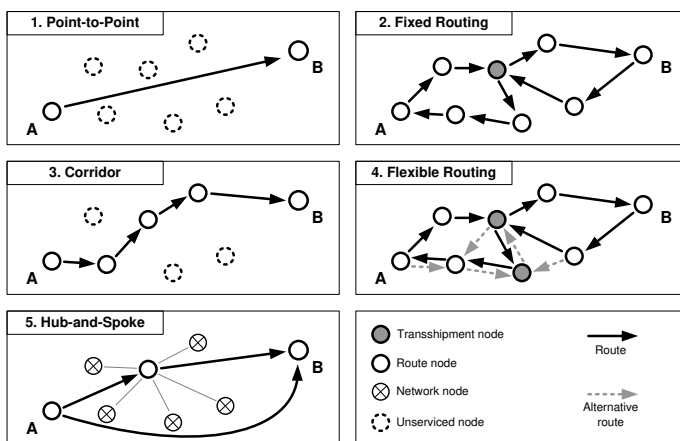 1. Point-to-Point
B
A
2. Fixed Routing
B
A
3. Corridor
B
A
4. Flexible Routing
B
A
5. Hub-and-Spoke
B
A
Transshipment node
Route node
Network node
Unserviced node
Route
Alternative
route